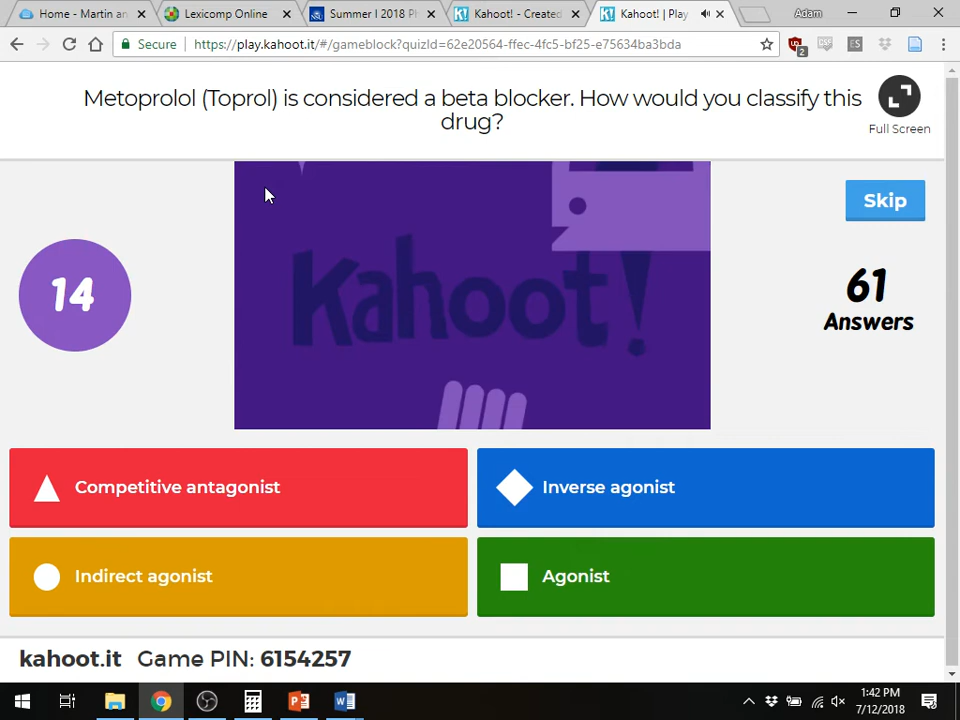 Home - Martin an
Lexicomp Online
Summer I 2018 Ph
Kahoot! - Created
Kahoot! | Play
Adam
Secure
https://play.kahoot.it/#/gameblock?quizId=62e20564-ffec-4fc5-bf25-e75634ba3bda
2
ES
Metoprolol (Toprol) is considered a beta blocker. How would you classify this
drug?
Full Screen
Skip
14
Kahoot!
61
Answers
Competitive antagonist
Inverse agonist
Indirect agonist
Agonist
kahoot.it Game PIN: 6154257
1:42 PM
7/12/2018